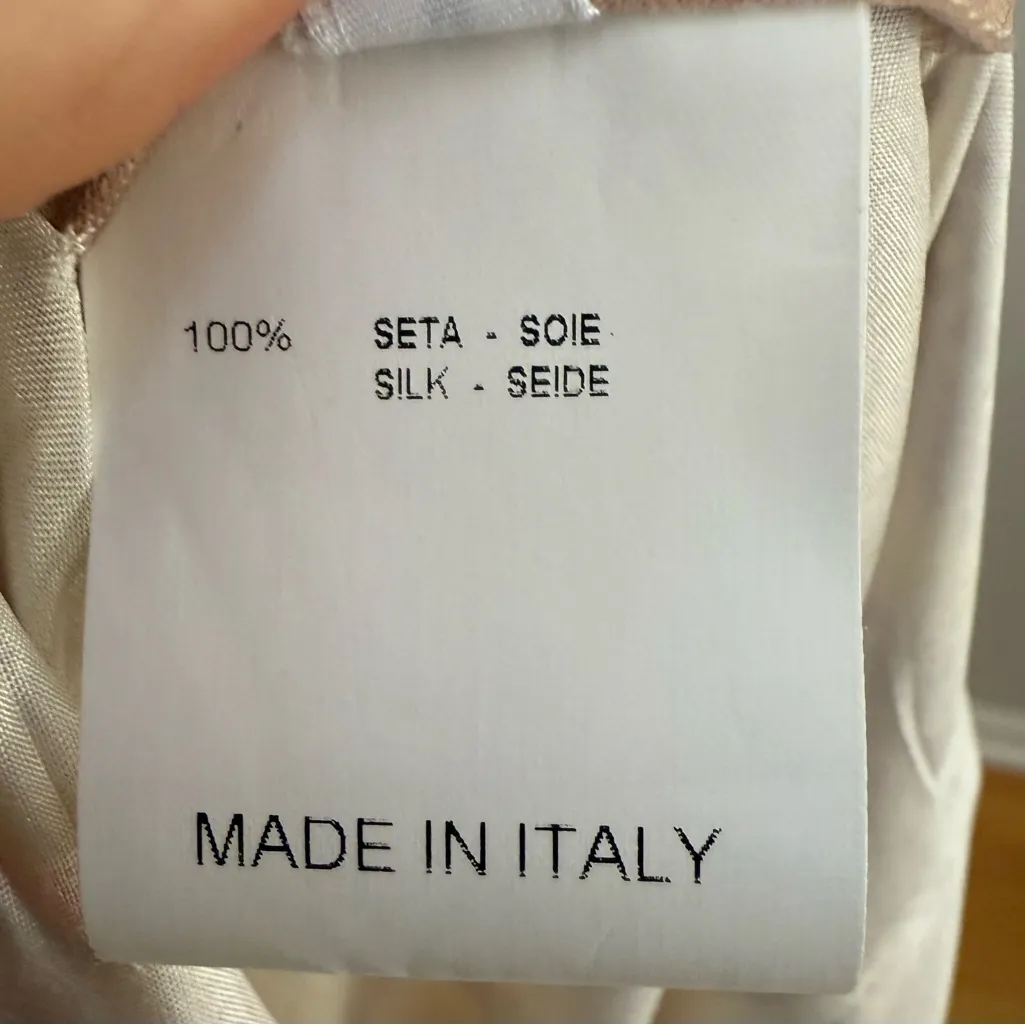 100% SETA - SOIE
SILK - SEIDE
MADE IN ITALY